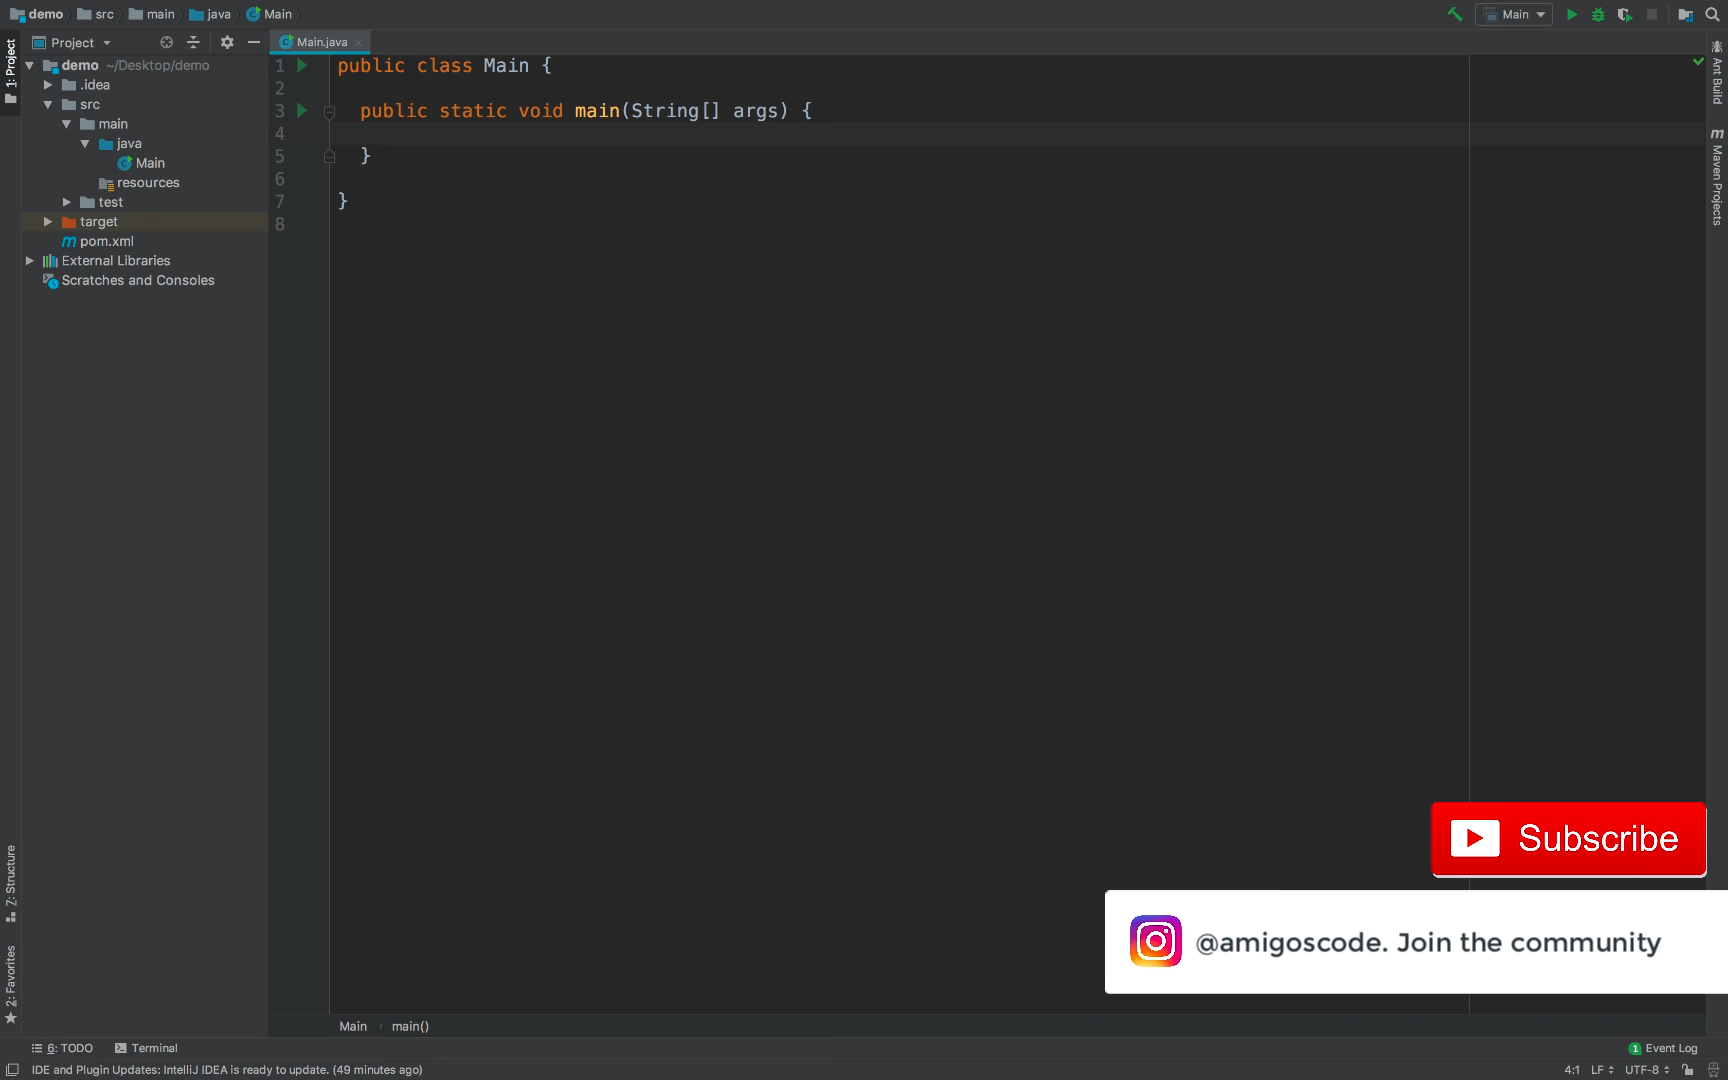 demo src main java Main
Main
1: Project
Project
Main.java
demo ~/Desktop/demo
.idea
src
main
java
Main
resources
test
target
pom.xml
External Libraries
Scratches and Consoles
1 public class Main {
2
3 public static void main(String[] args) {
4
5 }
6
7 }
8
Ant Build
Maven Projects
Z: Structure
2: Favorites
Subscribe
@amigoscode. Join the community
Main main()
6: TODO Terminal
1 Event Log
IDE and Plugin Updates: IntelliJ IDEA is ready to update. (49 minutes ago)
4:1 LF UTF-8